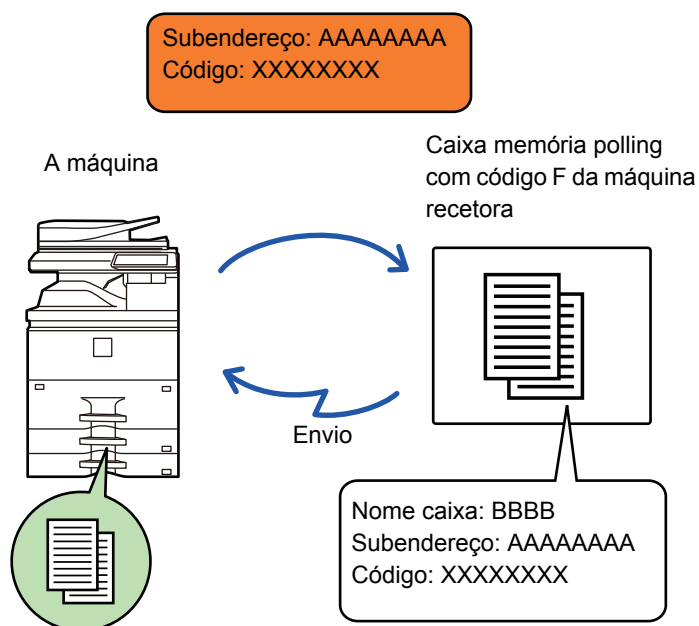 Subendereço: AAAAAAAA
Código: XXXXXXXX
A máquina
Caixa memória polling
com código F da máquina
recetora
Envio
Nome caixa: BBBB
Subendereço: AAAAAAAA
Código: XXXXXXXX